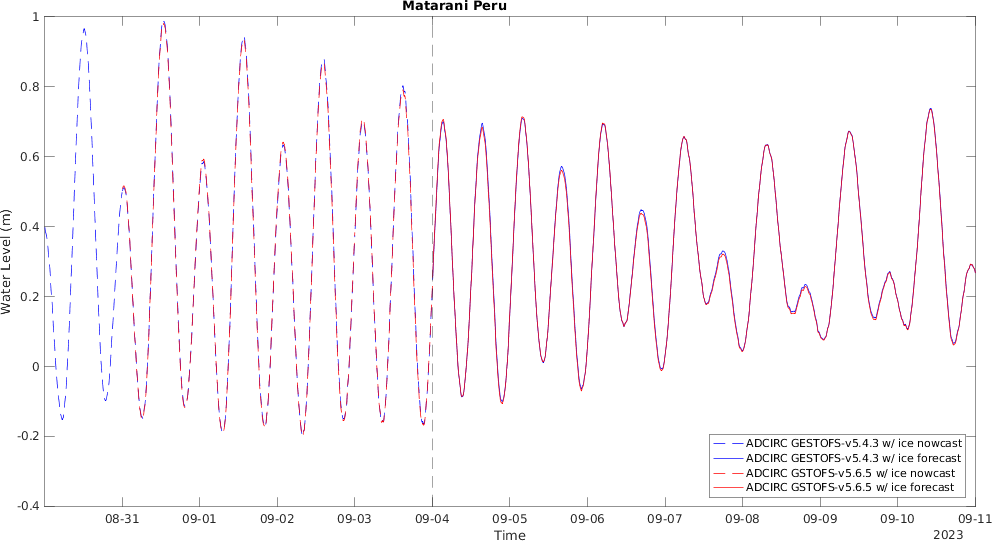 Matarani Peru
Water Level (m)
1
0.8
0.6
0.4
0.2
0
-0.2
-0.4
ADCIRC GESTOFS-v5.4.3 w/ ice nowcast
ADCIRC GESTOFS-v5.4.3 w/ ice forecast
ADCIRC GSTOFS-v5.6.5 w/ ice nowcast
ADCIRC GSTOFS-v5.6.5 w/ ice forecast
08-31 09-01 09-02 09-03 09-04 09-05 09-06 09-07 09-08 09-09 09-10 09-11
Time
2023